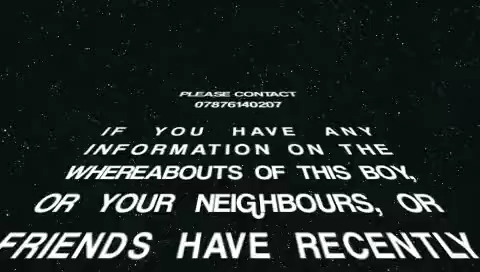 PLEASE CONTACT
07876140207
IF YOU HAVE ANY
INFORMATION ON THE
WHEREABOUTS OF THIS BOY,
OR YOUR NEIGHBOURS, OR
FRIENDS HAVE RECENTLY